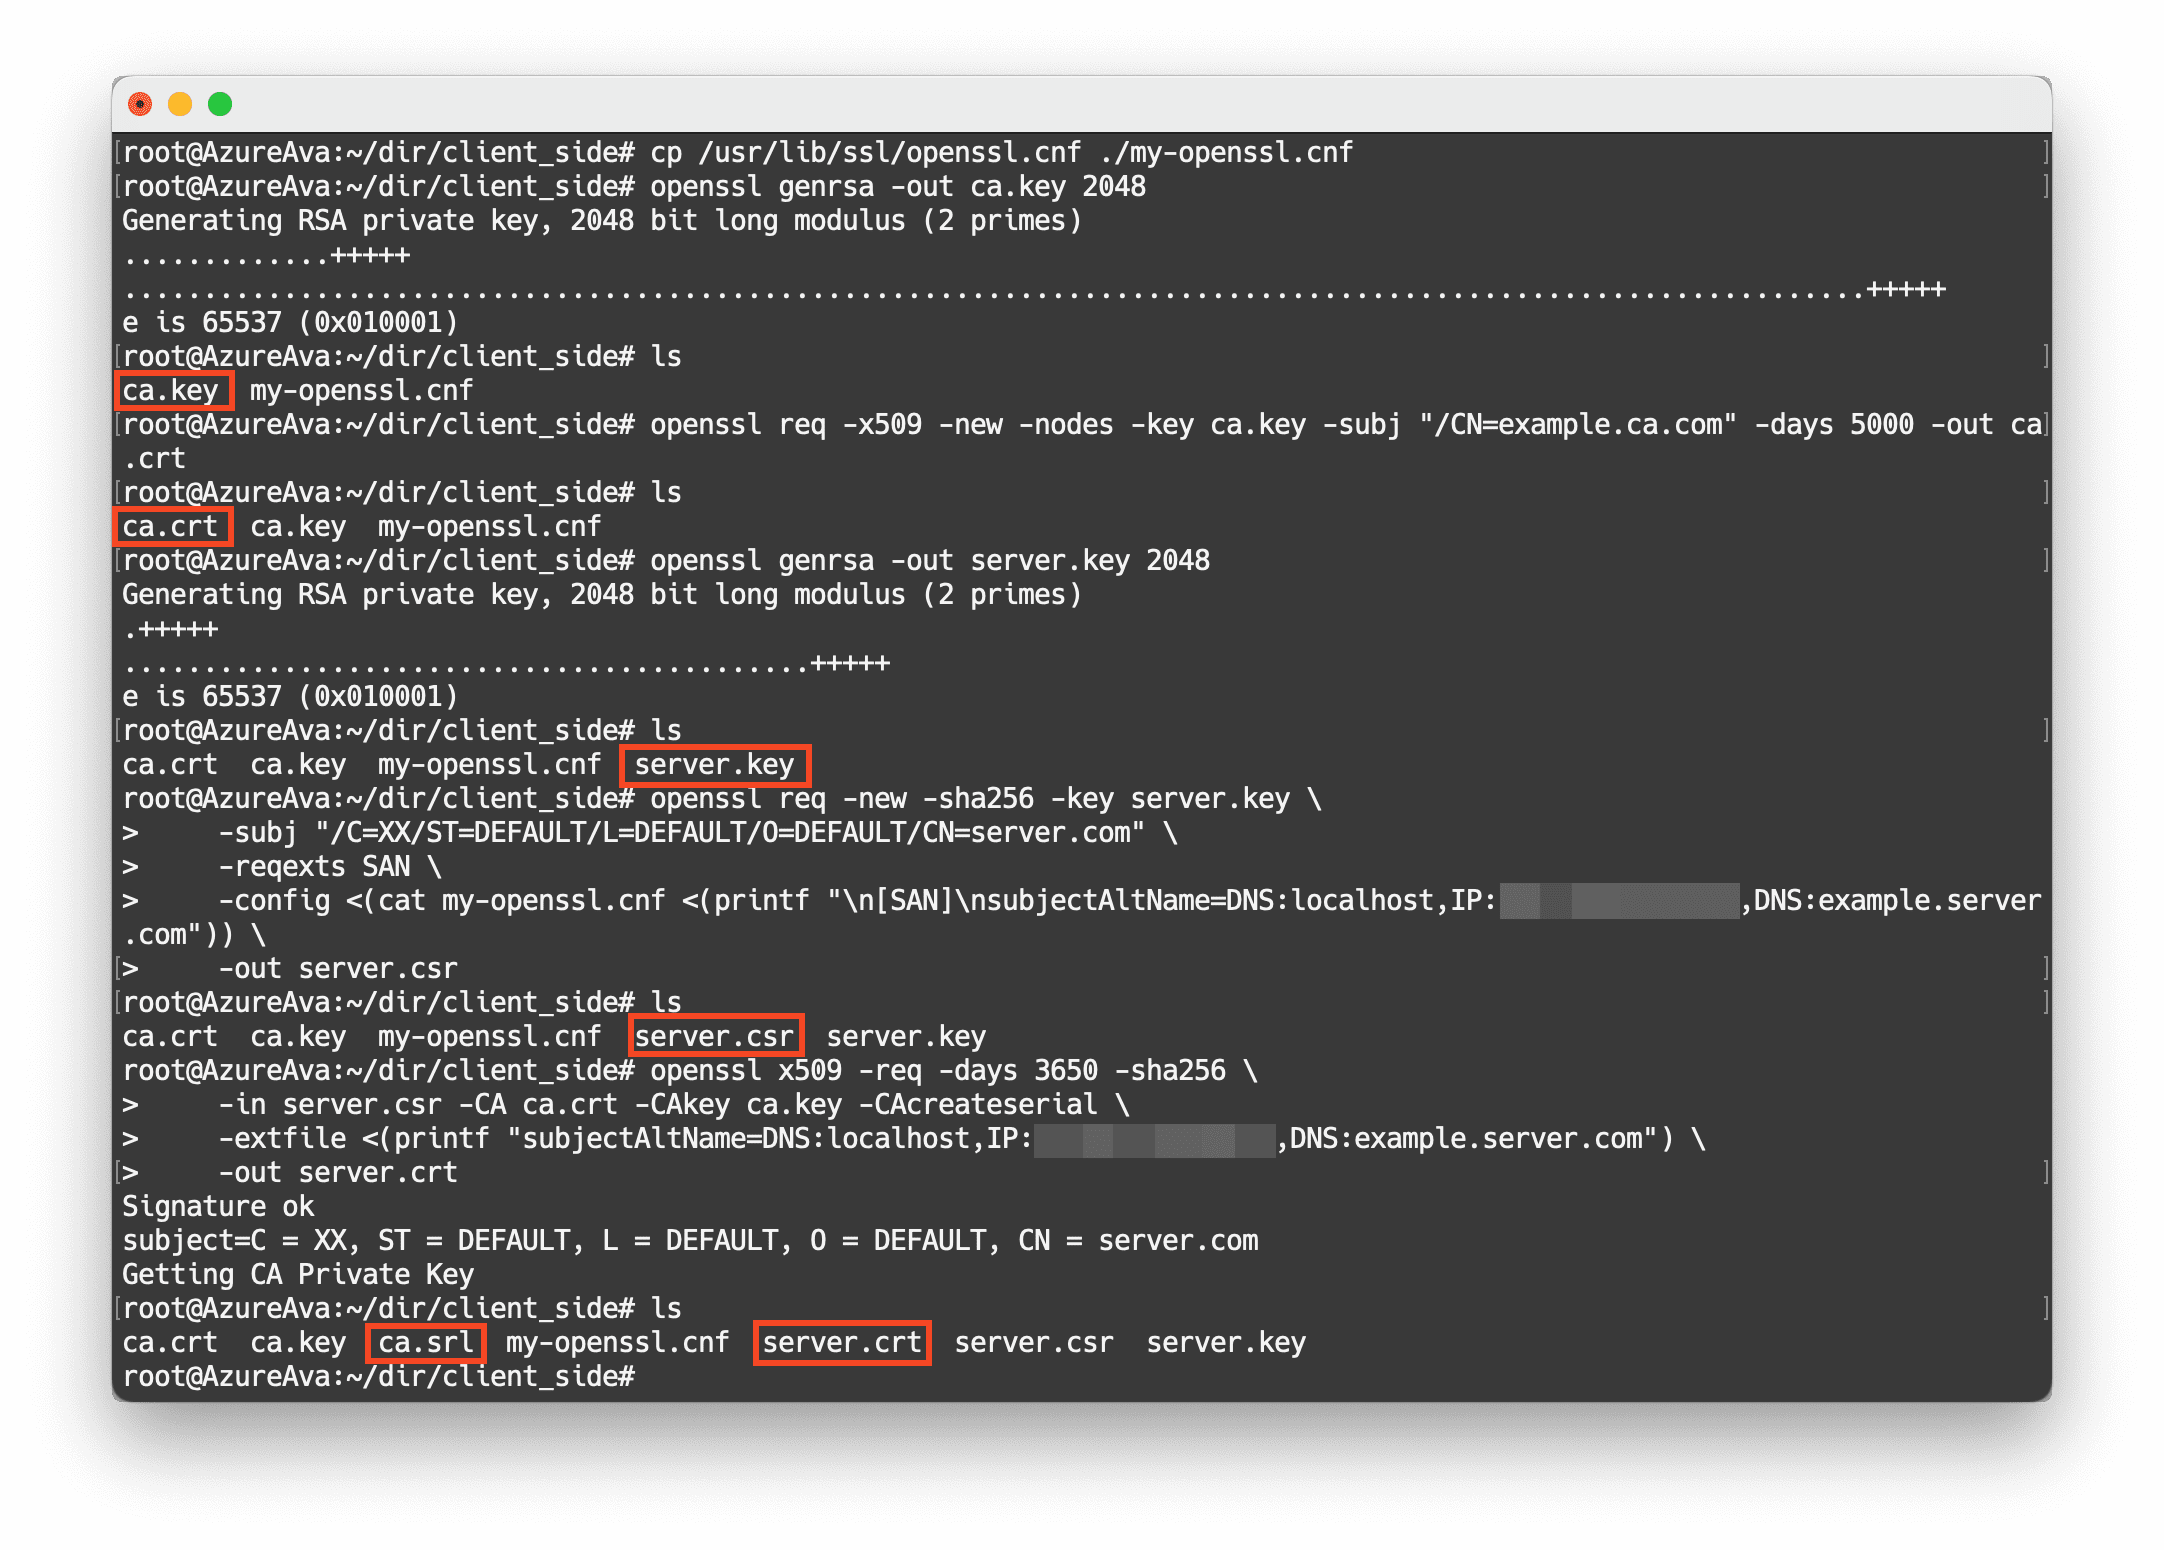 root@AzureAva:~/dir/client_side# cp /usr/lib/ssl/openssl.cnf ./my-openssl.cnf
root@AzureAva:~/dir/client_side# openssl genrsa -out ca.key 2048
Generating RSA private key, 2048 bit long modulus (2 primes)
.............+++++
.............................................................................................................+++++
e is 65537 (0x010001)
root@AzureAva:~/dir/client_side# ls
ca.key  my-openssl.cnf
root@AzureAva:~/dir/client_side# openssl req -x509 -new -nodes -key ca.key -subj "/CN=example.ca.com" -days 5000 -out ca
.crt
root@AzureAva:~/dir/client_side# ls
ca.crt  ca.key  my-openssl.cnf
root@AzureAva:~/dir/client_side# openssl genrsa -out server.key 2048
Generating RSA private key, 2048 bit long modulus (2 primes)
.+++++
...........................................+++++
e is 65537 (0x010001)
root@AzureAva:~/dir/client_side# ls
ca.crt  ca.key  my-openssl.cnf  server.key
root@AzureAva:~/dir/client_side# openssl req -new -sha256 -key server.key \
>     -subj "/C=XX/ST=DEFAULT/L=DEFAULT/O=DEFAULT/CN=server.com" \
>     -reqexts SAN \
>     -config <(cat my-openssl.cnf <(printf "\n[SAN]\nsubjectAltName=DNS:localhost,IP:,DNS:example.server
.com")) \
>     -out server.csr
root@AzureAva:~/dir/client_side# ls
ca.crt  ca.key  my-openssl.cnf  server.csr  server.key
root@AzureAva:~/dir/client_side# openssl x509 -req -days 3650 -sha256 \
>     -in server.csr -CA ca.crt -CAkey ca.key -CAcreateserial \
>     -extfile <(printf "subjectAltName=DNS:localhost,IP:,DNS:example.server.com") \
>     -out server.crt
Signature ok
subject=C = XX, ST = DEFAULT, L = DEFAULT, O = DEFAULT, CN = server.com
Getting CA Private Key
root@AzureAva:~/dir/client_side# ls
ca.crt  ca.key  ca.srl  my-openssl.cnf  server.crt  server.csr  server.key
root@AzureAva:~/dir/client_side#